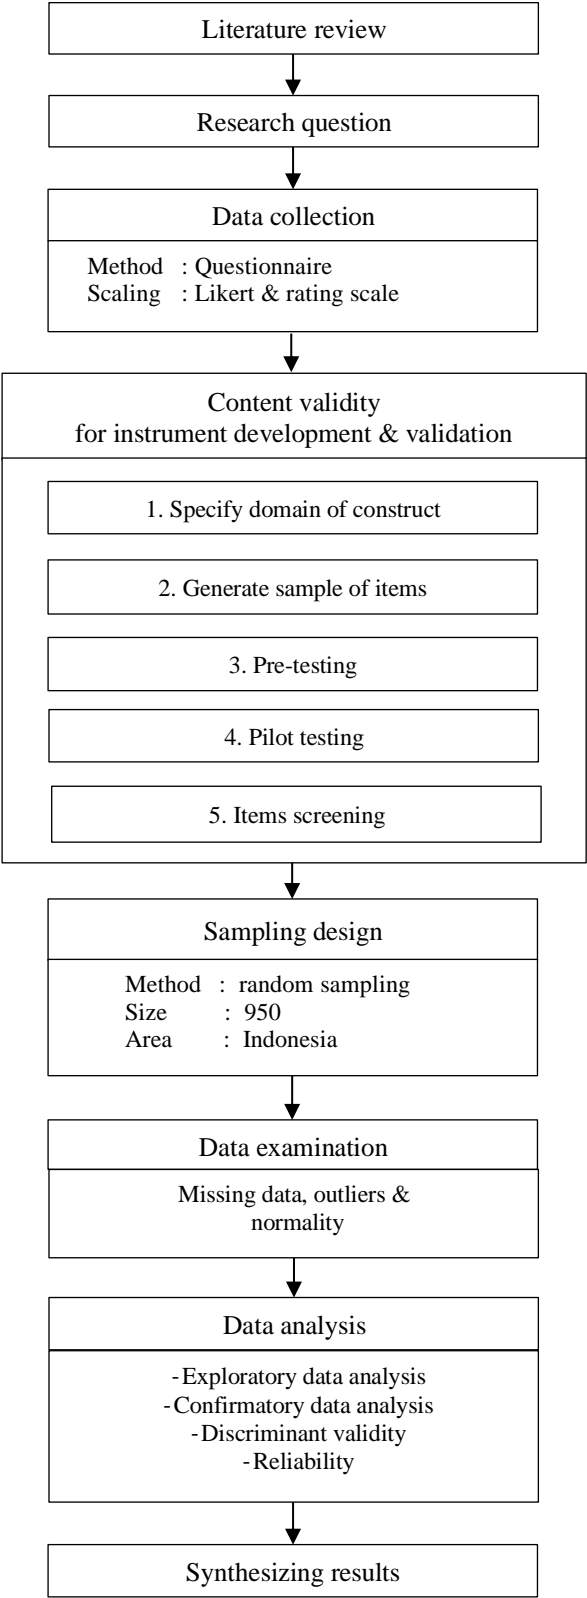 Literature review
Research question
Data collection
Method : Questionnaire
Scaling : Likert & rating scale
Content validity
for instrument development & validation
1. Specify domain of construct
2. Generate sample of items
3. Pre-testing
4. Pilot testing
5. Items screening
Sampling design
Method : random sampling
Size : 950
Area : Indonesia
Data examination
Missing data, outliers &
normality
Data analysis
-Exploratory data analysis
-Confirmatory data analysis
-Discriminant validity
-Reliability
Synthesizing results